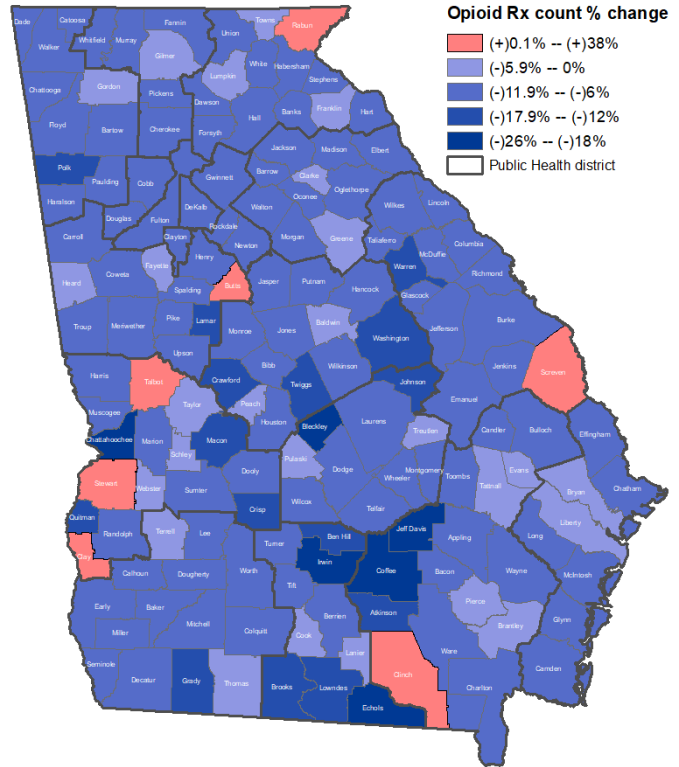 Opioid Rx count % change
(+)0.1% -- (+)38%
(-)5.9% -- 0%
(-)11.9% -- (-)6%
(-)17.9% -- (-)12%
(-)26% -- (-)18%
Public Health district
Dade
Catoosa
Fannin
Towns
Rabun
Union
Walker
Whitfield
Murray
Gilmer
White
Habersham
Lumpkin
Stephens
Chattooga
Gordon
Pickens
Dawson
Franklin
Hart
Banks
Hall
Floyd
Bartow
Cherokee
Forsyth
Jackson
Madison
Elbert
Polk
Paulding
Cobb
Gwinnett
Barrow
Clarke
Oglethorpe
Oconee
Haralson
Douglas
Fulton
DeKalb
Walton
Wilkes
Lincoln
Rockdale
Carroll
Clayton
Newton
Morgan
Greene
Taliaferro
Columbia
McDuffie
Henry
Fayette
Heard
Coweta
Spalding
Butts
Jasper
Putnam
Hancock
Warren
Richmond
Glascock
Troup
Meriwether
Pike
Lamar
Monroe
Jones
Baldwin
Washington
Jefferson
Burke
Upson
Bibb
Wilkinson
Jenkins
Screven
Harris
Talbot
Crawford
Twiggs
Johnson
Emanuel
Taylor
Peach
Houston
Muscogee
Bleckley
Laurens
Treutlen
Candler
Bulloch
Effingham
Chattahoochee
Marion
Macon
Schley
Pulaski
Dodge
Montgomery
Wheeler
Toombs
Evans
Tattnall
Bryan
Chatham
Stewart
Webster
Sumter
Dooly
Crisp
Wilcox
Telfair
Liberty
Quitman
Randolph
Terrell
Lee
Turner
Ben Hill
Jeff Davis
Appling
Long
Clay
Calhoun
Dougherty
Worth
Irwin
Coffee
Bacon
Wayne
McIntosh
Tift
Early
Baker
Mitchell
Colquitt
Berrien
Atkinson
Pierce
Brantley
Glynn
Miller
Cook
Lanier
Ware
Seminole
Decatur
Grady
Thomas
Brooks
Lowndes
Clinch
Echols
Charlton
Camden